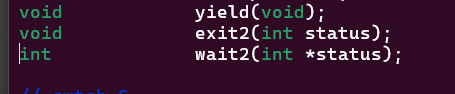 void yield(void);
void exit2(int status);
int wait2(int *status);